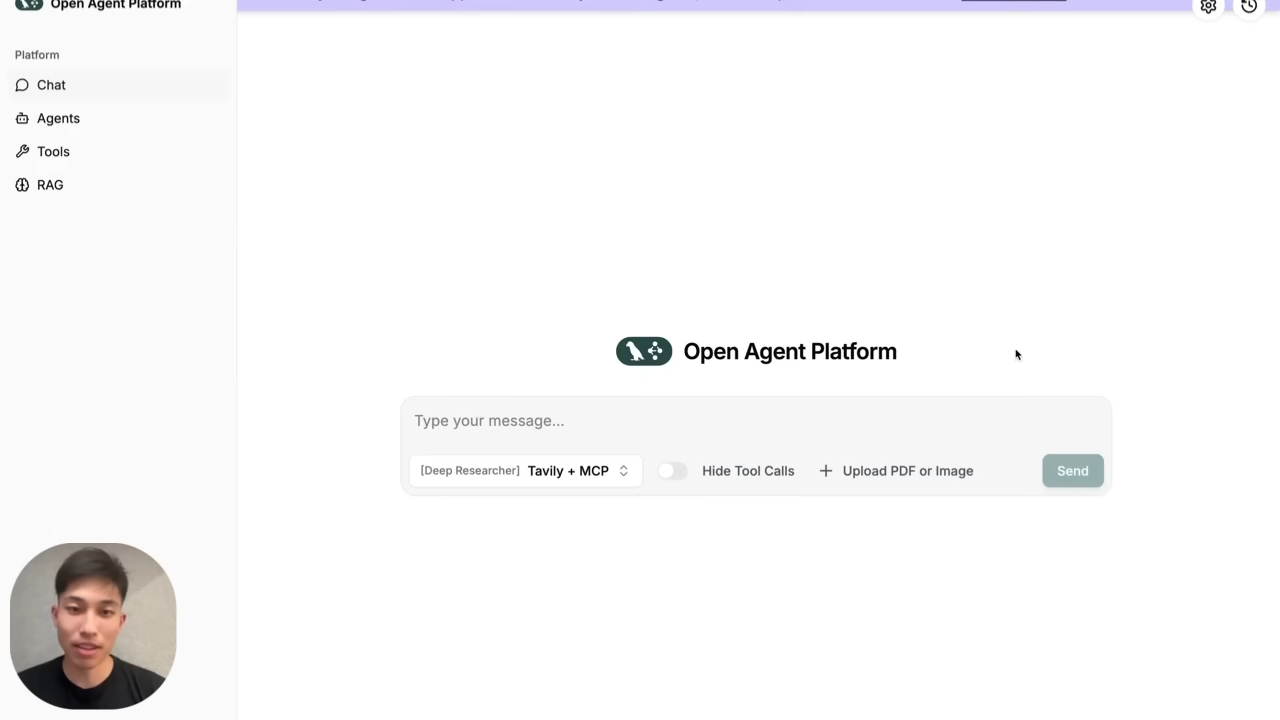 Open Agent Platform
Platform
Chat
Agents
Tools
RAG
Open Agent Platform
Type your message...
[Deep Researcher] Tavily + MCP
Hide Tool Calls
Upload PDF or Image
Send